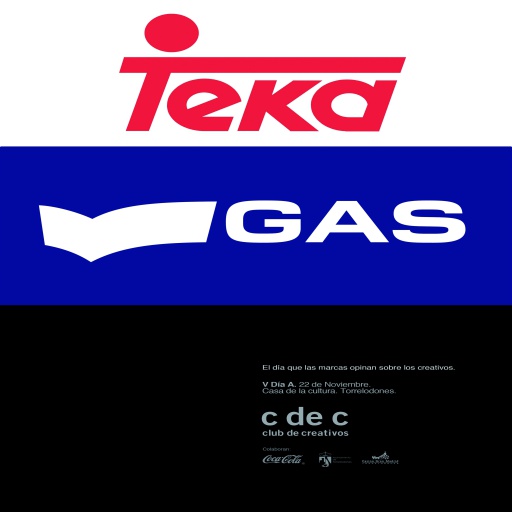 Teka
GAS
El día que las marcas opinan sobre los creativos.
V Día A. 22 de Noviembre.
Casa de la cultura. Torrelodones.
c de c
club de creativos
Colaboran:
Coca-Cola